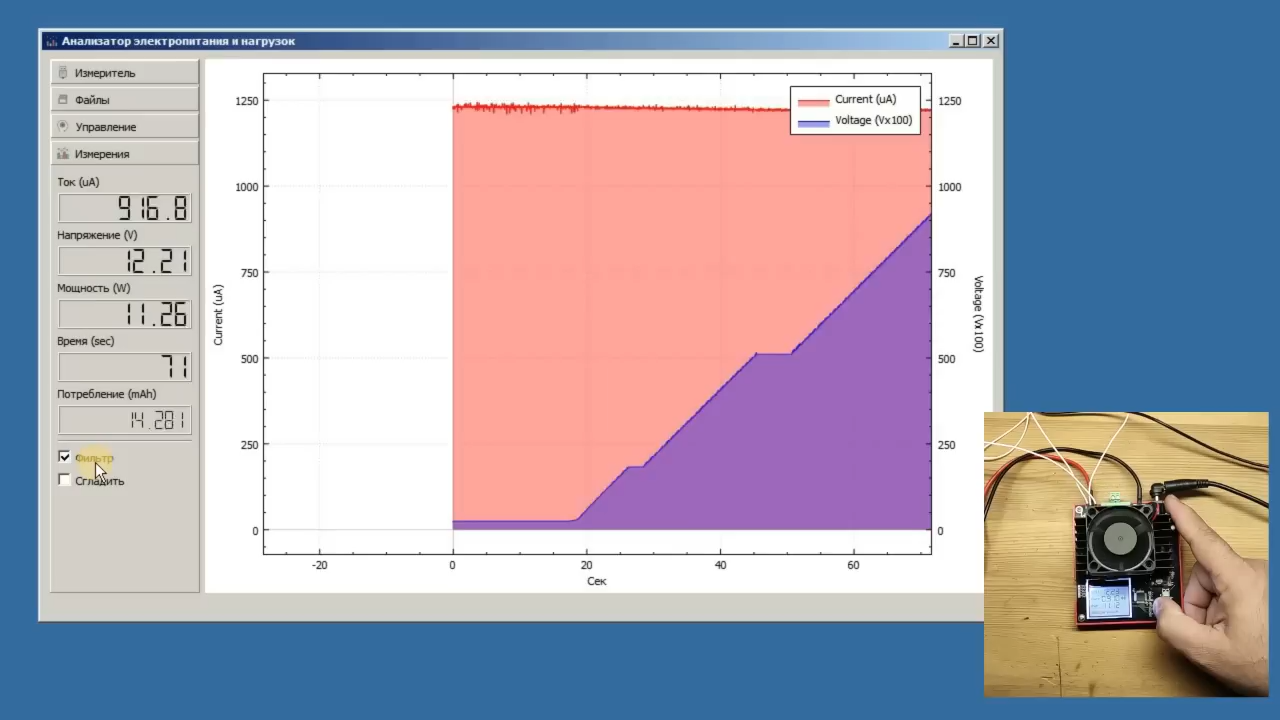 Анализатор электропитания и нагрузок
Измеритель
Файлы
Управление
Измерения
Ток (uA)
916.8
Напряжение (V)
12.21
Мощность (W)
11.26
Время (sec)
71
Потребление (mAh)
14.281
Фильтр
Сгладить
Current (uA)
Voltage (Vx100)
1250
1000
750
500
250
0
Current (uA)
1250
1000
750
500
250
0
Voltage (Vx100)
-20
0
20
40
60
Сек